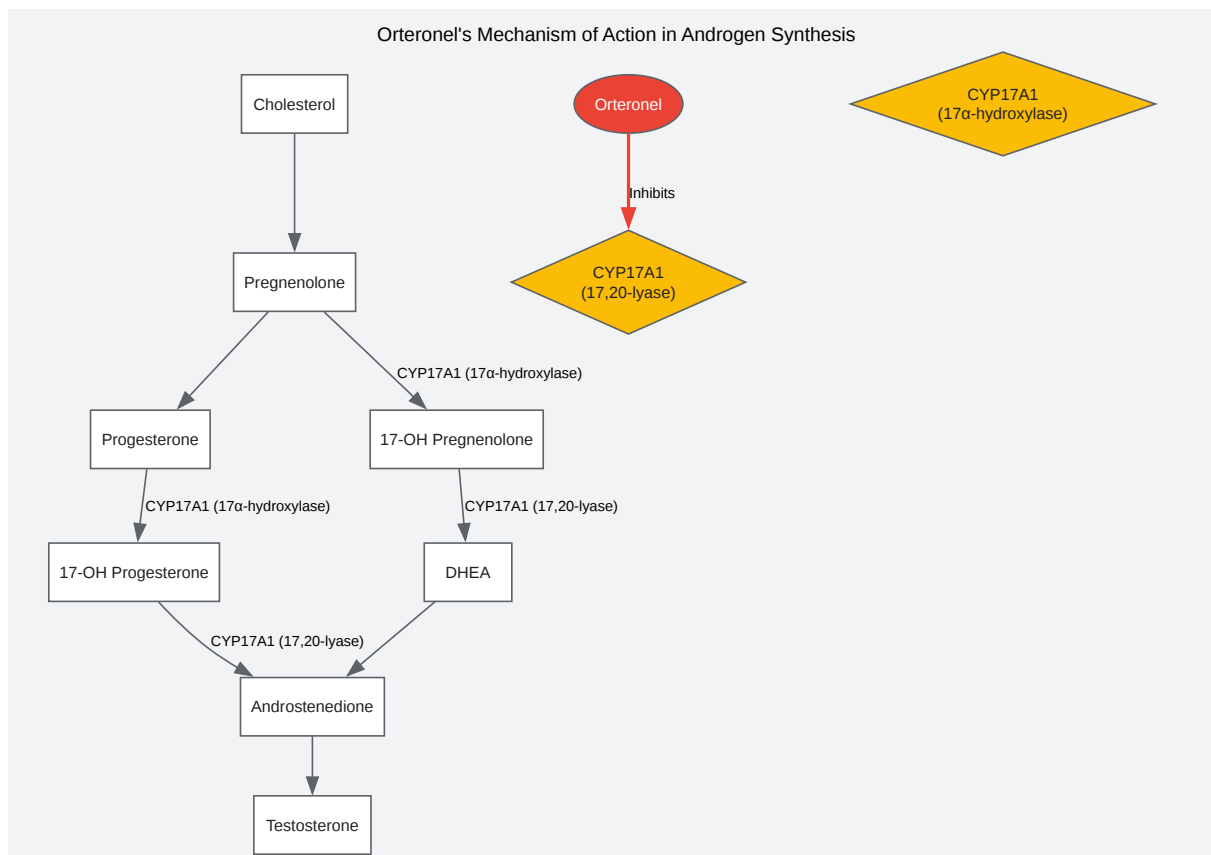 Orteronel's Mechanism of Action in Androgen Synthesis
Cholesterol
Orteronel
CYP17A1
(17α-hydroxylase)
Inhibits
CYP17A1
(17,20-lyase)
Pregnenolone
CYP17A1 (17α-hydroxylase)
Progesterone
17-OH Pregnenolone
CYP17A1 (17α-hydroxylase)
CYP17A1 (17,20-lyase)
17-OH Progesterone
DHEA
CYP17A1 (17,20-lyase)
Androstenedione
Testosterone